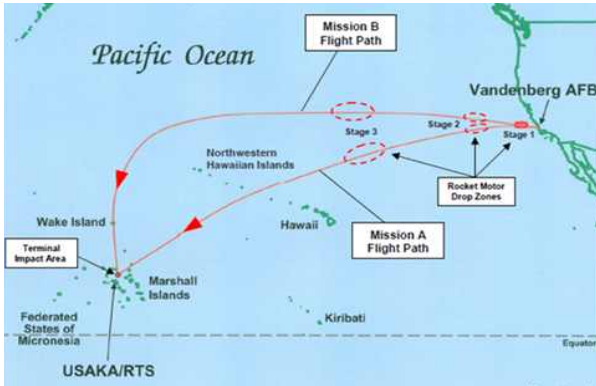 Mission B
Flight Path
Pacific Ocean
Vandenberg AFB
Stage 3
Stage 2
Stage 1
Northwestern
Hawaiian Islands
Rocket Motor
Drop Zones
Wake Island
Hawaii
Mission A
Flight Path
Terminal
Impact Area
Marshall
Islands
Federated
States of
Micronesia
Kiribati
Equator
USAKA/RTS